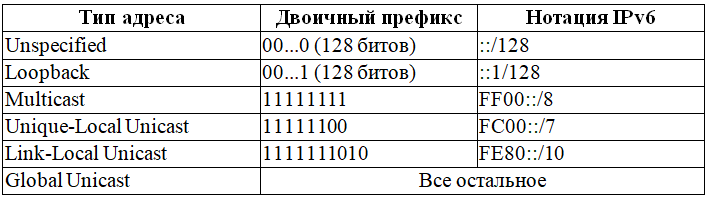 Тип адреса Двоичный префикс Нотация IPv6
Unspecified 00...0 (128 битов) ::/128
Loopback 00...1 (128 битов) ::1/128
Multicast 11111111 FF00::/8
Unique-Local Unicast 11111100 FC00::/7
Link-Local Unicast 1111111010 FE80::/10
Global Unicast Все остальное